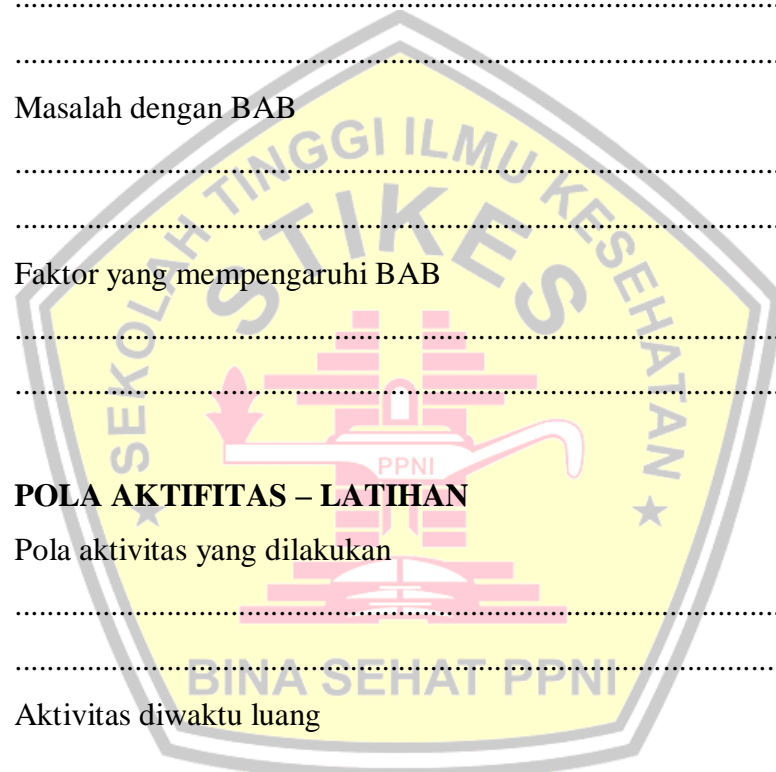 ................................................................................................
................................................................................................
Masalah dengan BAB
................................................................................................
................................................................................................
Faktor yang mempengaruhi BAB
................................................................................................
................................................................................................
POLA AKTIFITAS – LATIHAN
Pola aktivitas yang dilakukan
................................................................................................
................................................................................................
Aktivitas diwaktu luang
SEKOLAH TINGGI ILMU KESEHATAN
STIKES
PPNI
BINA SEHAT PPNI